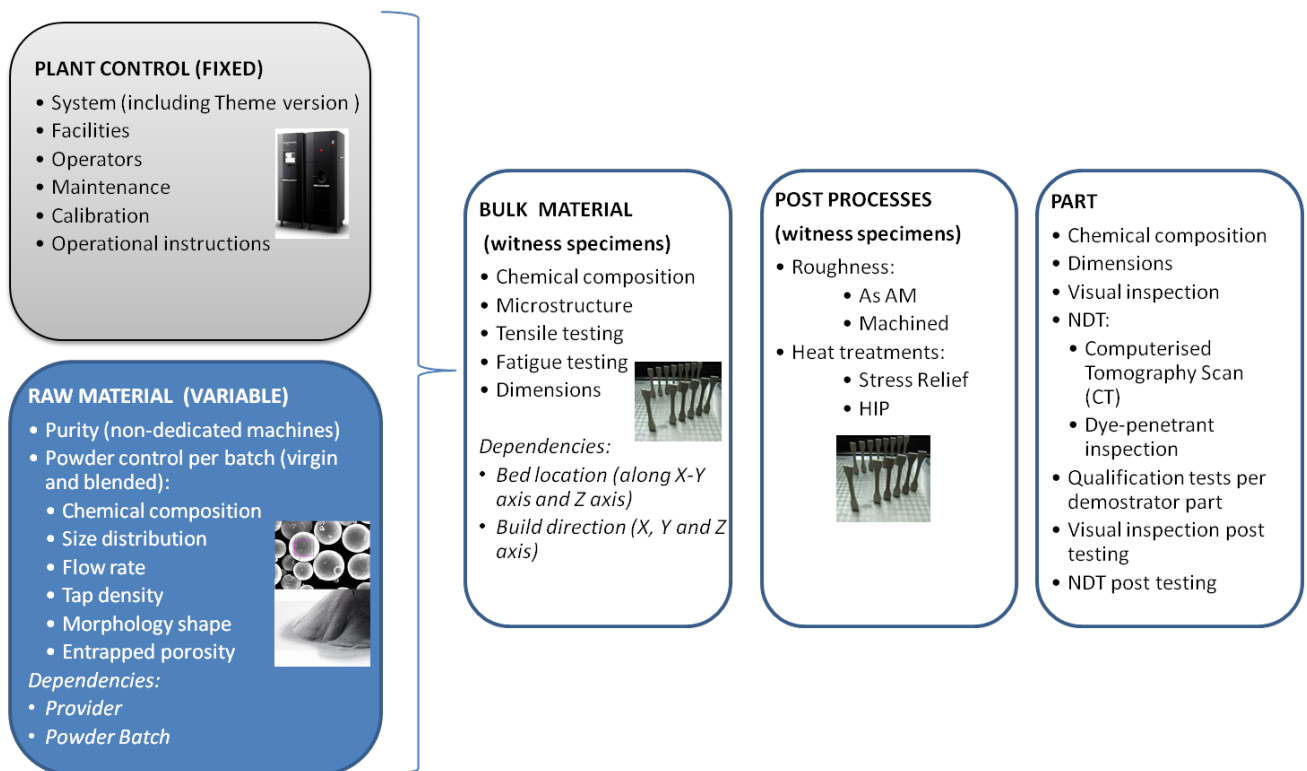 PLANT CONTROL (FIXED)
• System (including Theme version )
• Facilities
• Operators
• Maintenance
• Calibration
• Operational instructions
RAW MATERIAL (VARIABLE)
• Purity (non-dedicated machines)
• Powder control per batch (virgin
and blended):
• Chemical composition
• Size distribution
• Flow rate
• Tap density
• Morphology shape
• Entrapped porosity
Dependencies:
• Provider
• Powder Batch
BULK MATERIAL
(witness specimens)
• Chemical composition
• Microstructure
• Tensile testing
• Fatigue testing
• Dimensions
Dependencies:
• Bed location (along X-Y
axis and Z axis)
• Build direction (X, Y and Z
axis)
POST PROCESSES
(witness specimens)
• Roughness:
• As AM
• Machined
• Heat treatments:
• Stress Relief
• HIP
PART
• Chemical composition
• Dimensions
• Visual inspection
• NDT:
• Computerised
Tomography Scan
(CT)
• Dye-penetrant
inspection
• Qualification tests per
demostrator part
• Visual inspection post
testing
• NDT post testing